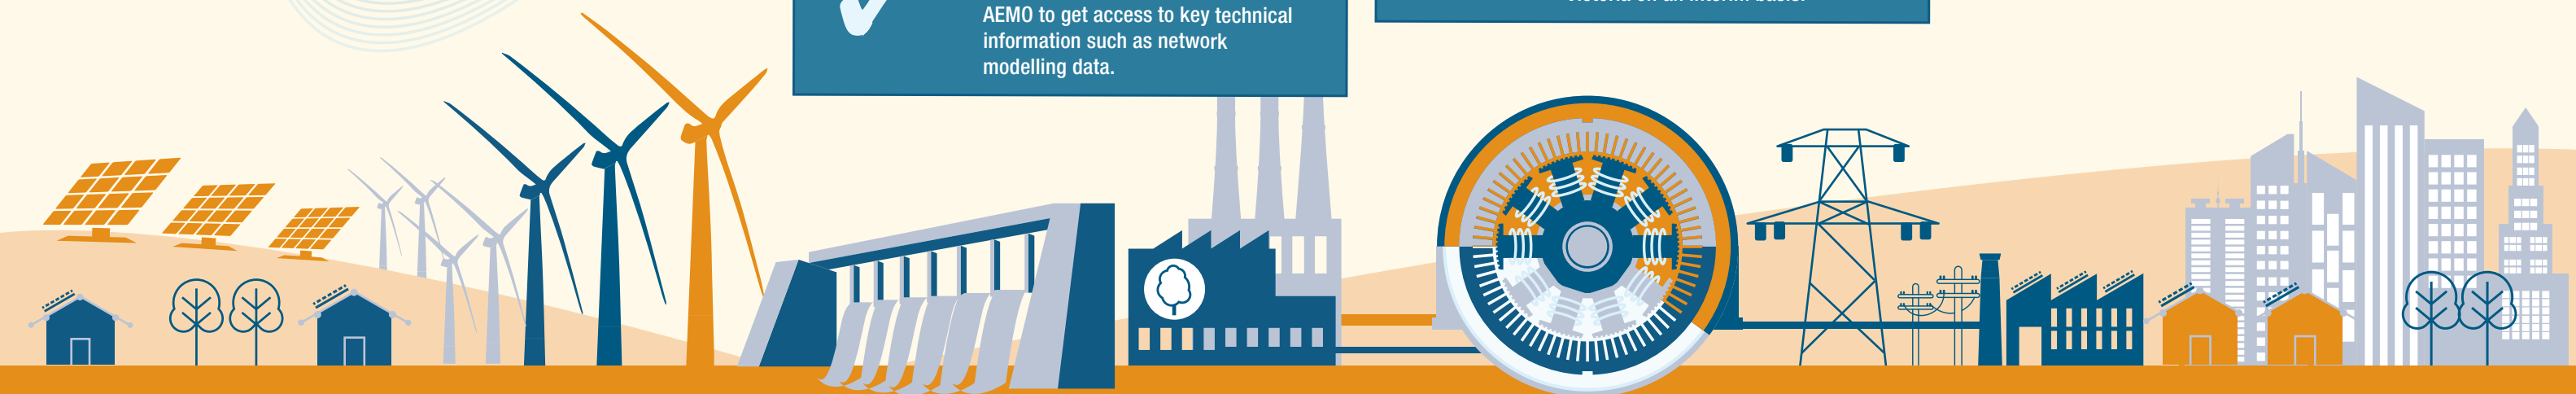 AEMO to get access to key technical
information such as network
modelling data.